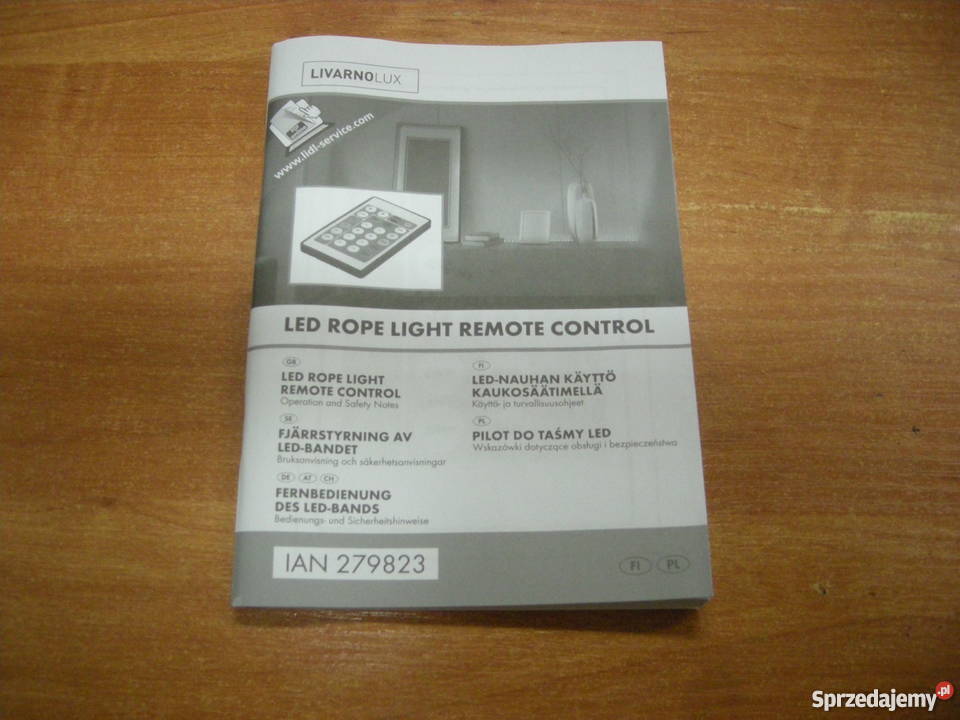 LIVARNOLUX
www.lidl-service.com
LED ROPE LIGHT REMOTE CONTROL
GB
LED ROPE LIGHT
REMOTE CONTROL
Operation and Safety Notes
SE
FJÄRRSTYRNING AV
LED-BANDET
Bruksanvisning och säkerhetsanvisningar
DE AT CH
FERNBEDIENUNG
DES LED-BANDS
Bedienungs- und Sicherheitshinweise
FI
LED-NAUHAN KÄYTTÖ
KAUKOSÄÄTIMELLÄ
Käyttö- ja turvallisuusohjeet
PL
PILOT DO TAŚMY LED
Wskazówki dotyczące obsługi i bezpieczeństwa
IAN 279823
FI PL
Sprzedajemy.pl